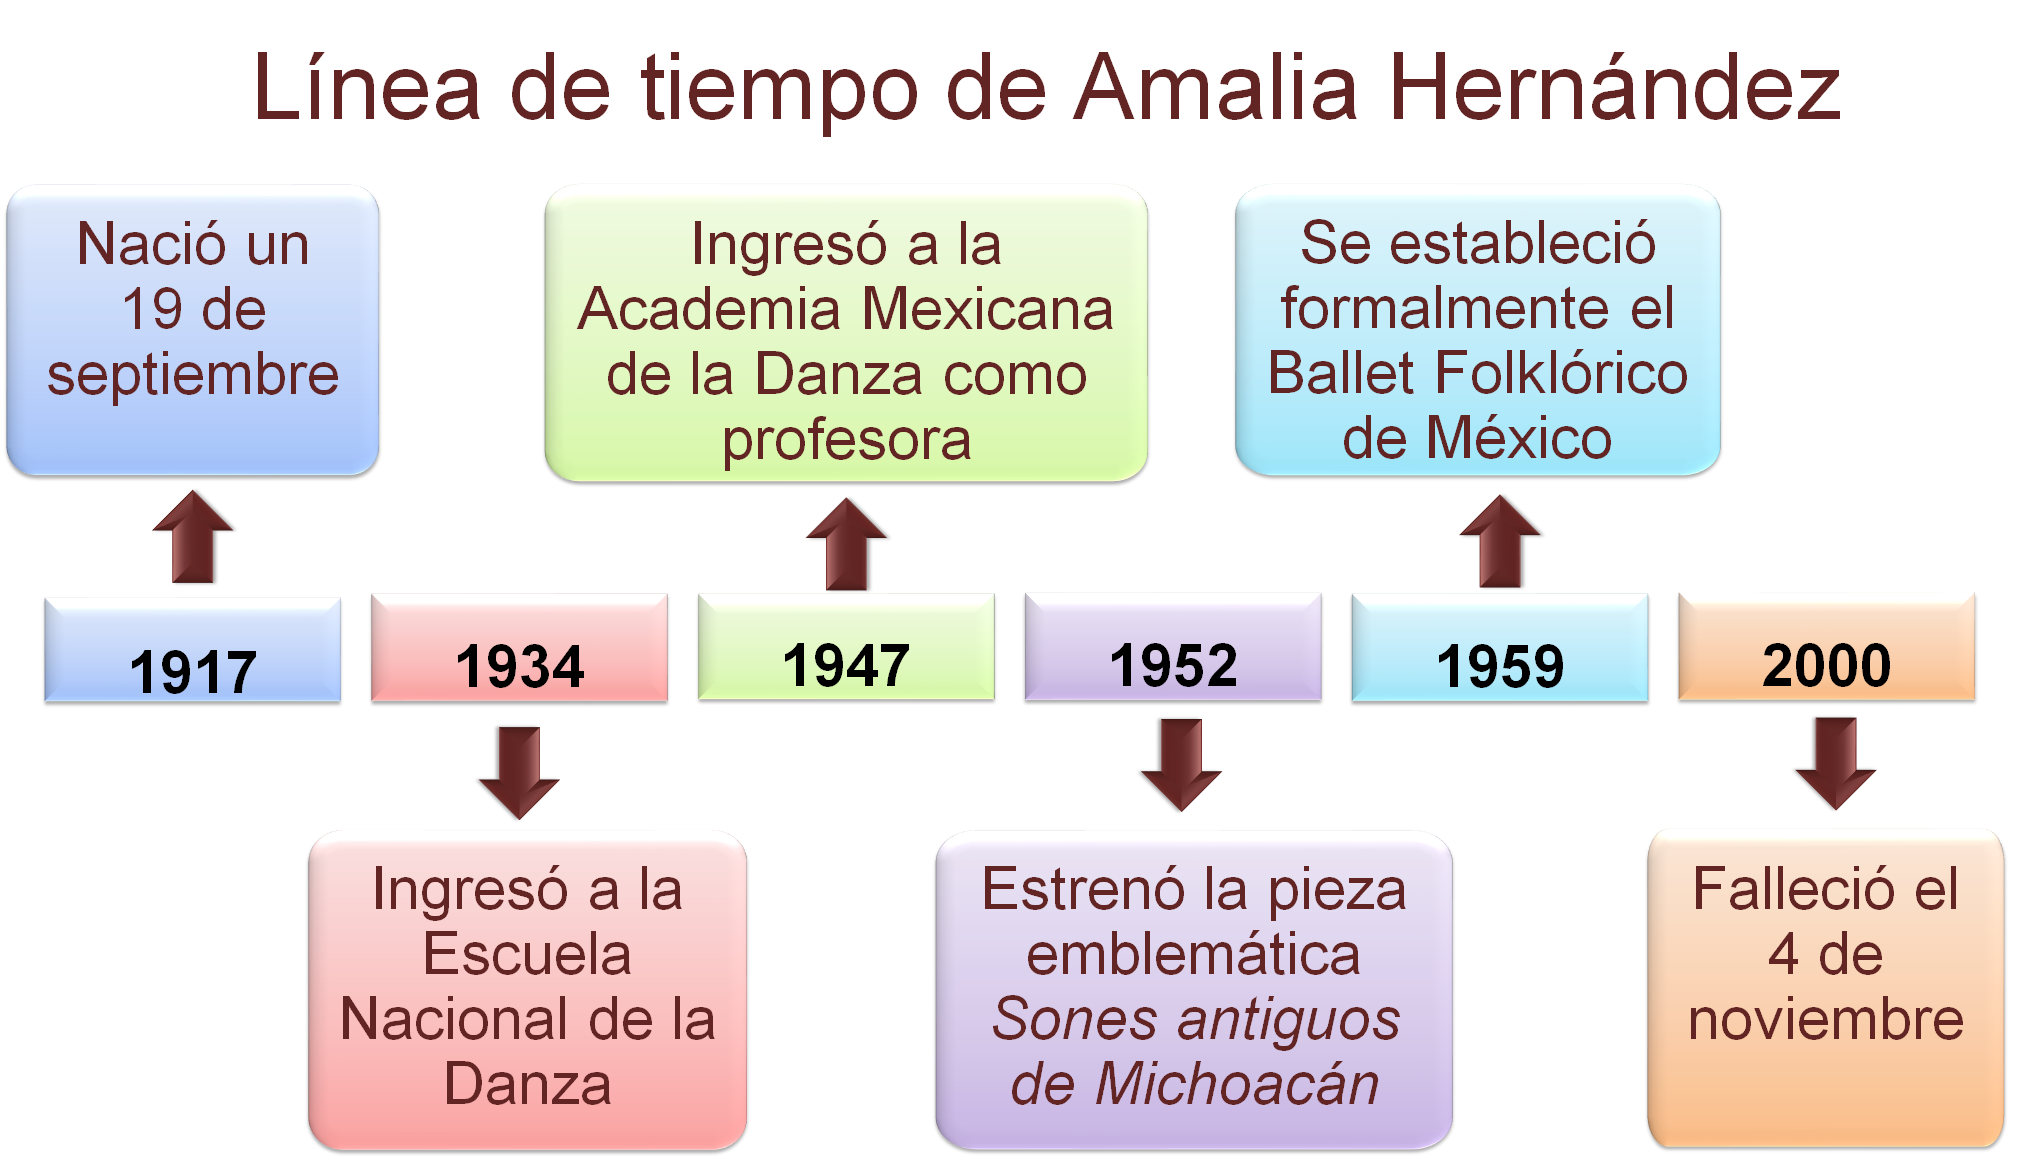 Línea de tiempo de Amalia Hernández
Nació un
19 de
septiembre
Ingresó a la
Academia Mexicana
de la Danza como
profesora
Se estableció
formalmente el
Ballet Folklórico
de México
1917
1934
1947
1952
1959
2000
Ingresó a la
Escuela
Nacional de la
Danza
Estrenó la pieza
emblemática
Sones antiguos
de Michoacán
Falleció el
4 de
noviembre